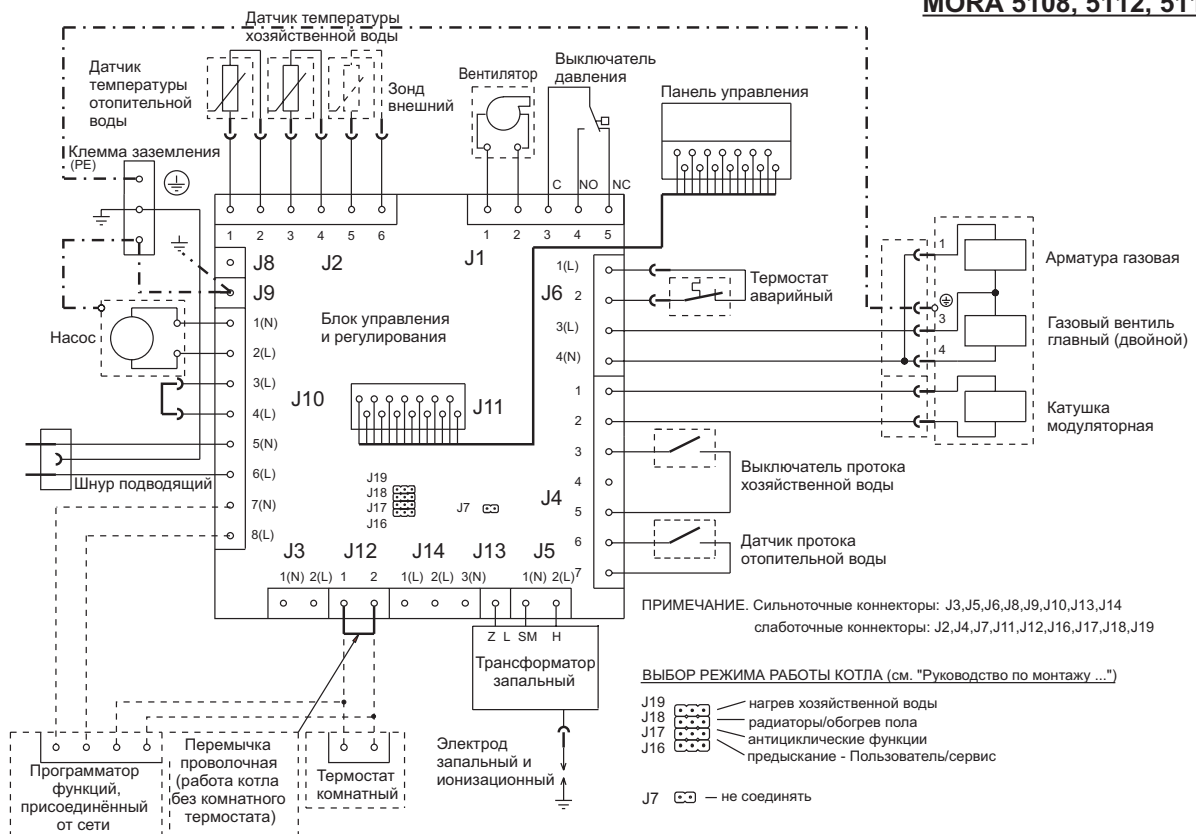 MORA 5108, 5112, 511
Датчик температуры
хозяйственной воды
Датчик
температуры
отопительной
воды
Зонд
внешний
Вентилятор
Выключатель
давления
Панель управления
Клемма заземления
(PE)
C NO NC
1 2 3 4 5 6
1 2 3 4 5
J8
J2
J1
J9
J6
1(L)
2
3(L)
4(N)
Термостат
аварийный
1
3
4
Арматура газовая
Газовый вентиль
главный (двойной)
Насос
1(N)
2(L)
3(L)
4(L)
5(N)
6(L)
7(N)
8(L)
Блок управления
и регулирования
J10
J11
1
2
3
4
5
6
7
Катушка
модуляторная
Шнур подводящий
J19
J18
J17
J16
J7
J4
Выключатель протока
хозяйственной воды
Датчик протока
отопительной воды
J3 J12 J14 J13 J5
1(N) 2(L) 1 2 1(L) 2(L) 3(N) 1(N) 2(L)
Z L SM H
Трансформатор
запальный
ПРИМЕЧАНИЕ. Сильноточные коннекторы: J3,J5,J6,J8,J9,J10,J13,J14
слаботочные коннекторы: J2,J4,J7,J11,J12,J16,J17,J18,J19
ВЫБОР РЕЖИМА РАБОТЫ КОТЛА (см. "Руководство по монтажу ...")
J19 нагрев хозяйственной воды
J18 радиаторы/обогрев пола
J17 антициклические функции
J16 предыскание - Пользователь/сервис
J7 — не соединять
Программатор
функций,
присоединённый
от сети
Перемычка
проволочная
(работа котла
без комнатного
термостата)
Термостат
комнатный
Электрод
запальный и
ионизационный